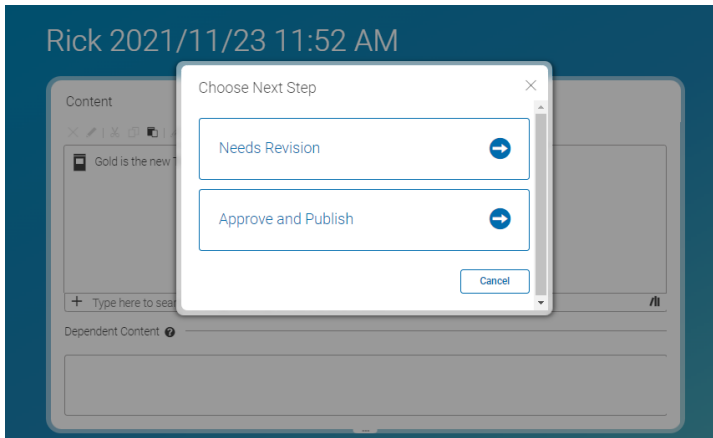 Rick 2021/11/23 11:52 AM
Choose Next Step
Content
Needs Revision
Gold is the new
Approve and Publish
Cancel
Type here to sear
Dependent Content